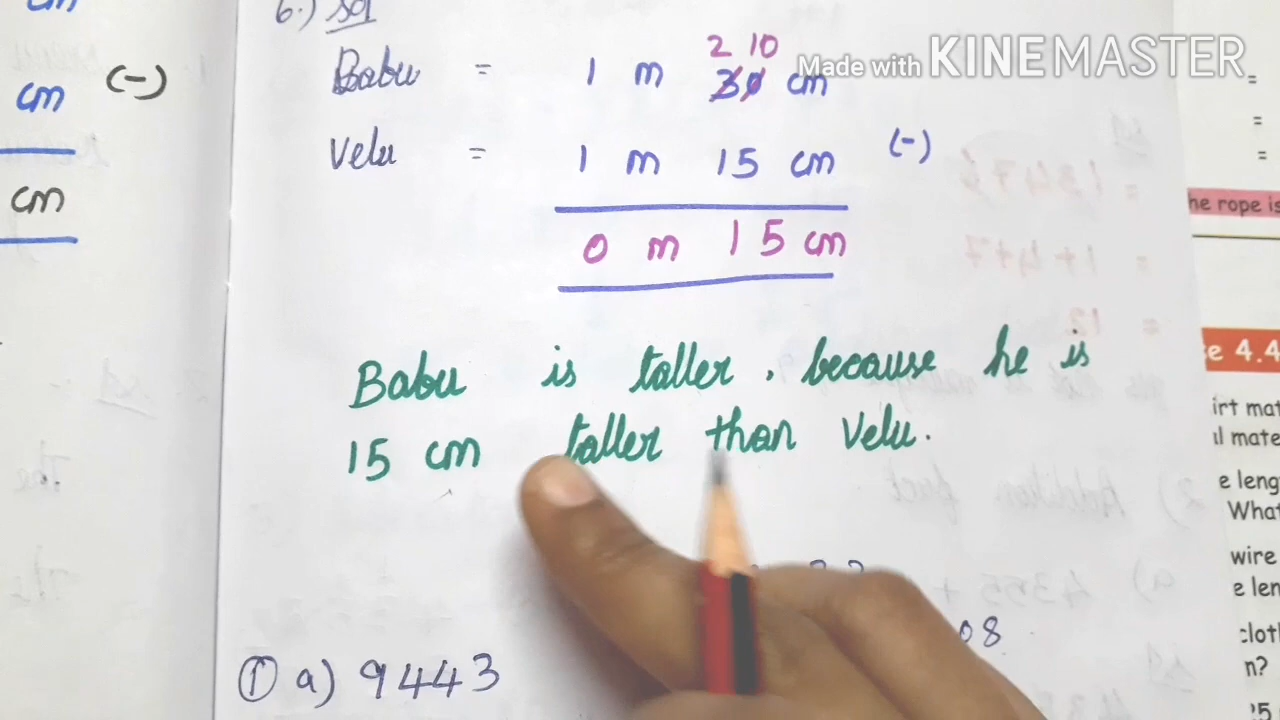 cm
cm (-)
cm
6.) Sol
2 10
Babu = 1 m 30 cm
Velu = 1 m 15 cm (-)
0 m 15 cm
Babu is taller. because he is
15 cm taller than Velu.
① a) 9443
08
Made with KINEMASTER
=
=
=
he rope is
e 4.4
irt mat
l mate
e leng
What
wire
e len
clot
n?